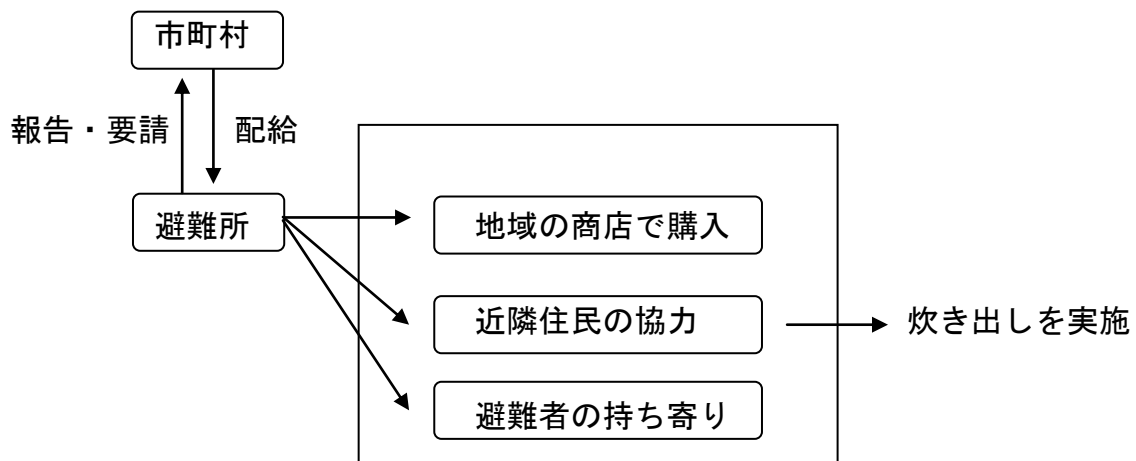 市町村
報告・要請
配給
避難所
地域の商店で購入
近隣住民の協力
炊き出しを実施
避難者の持ち寄り